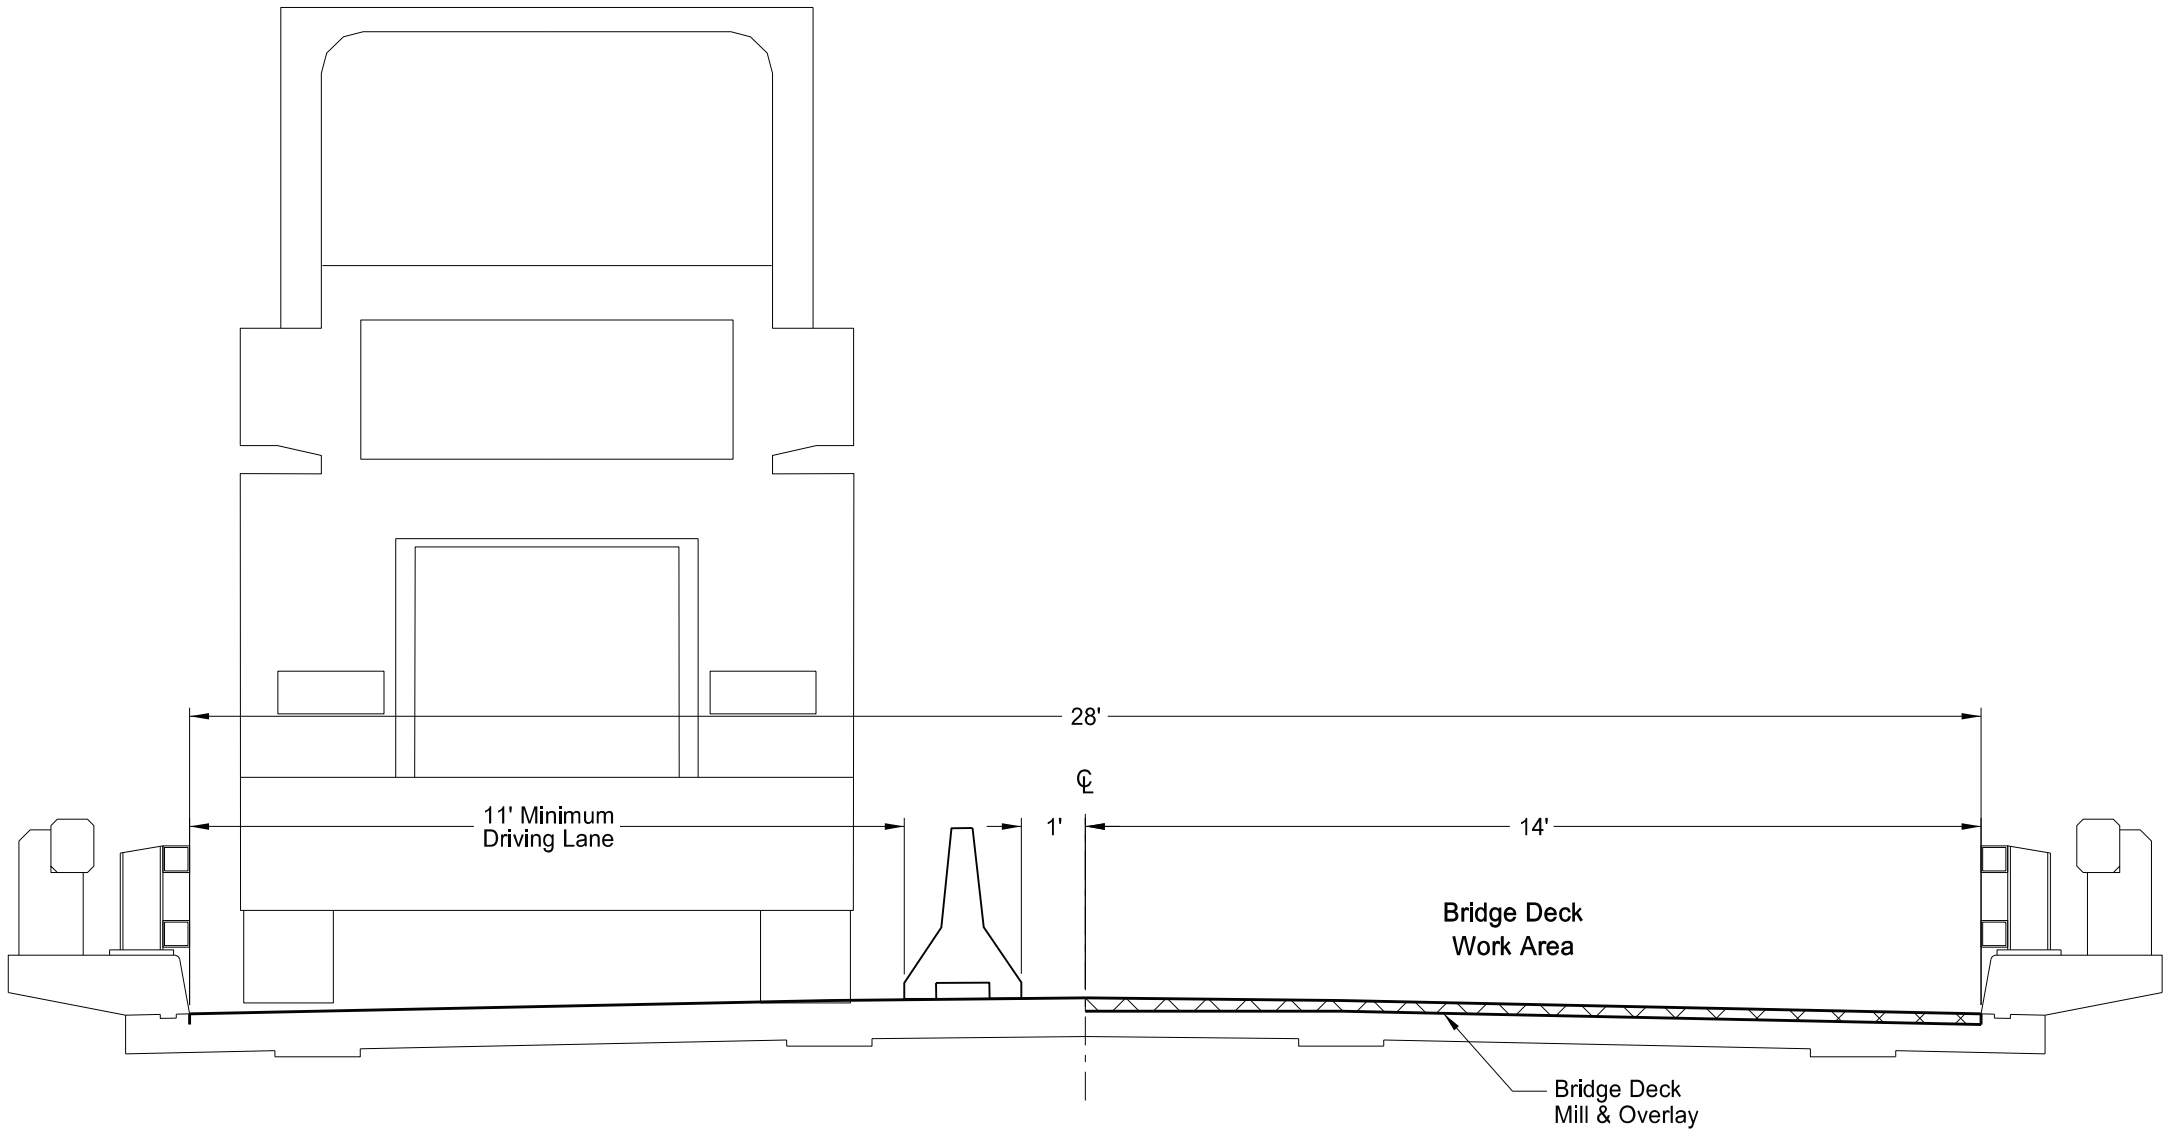 28'
℄
11' Minimum
Driving Lane
1'
14'
Bridge Deck
Work Area
Bridge Deck
Mill & Overlay